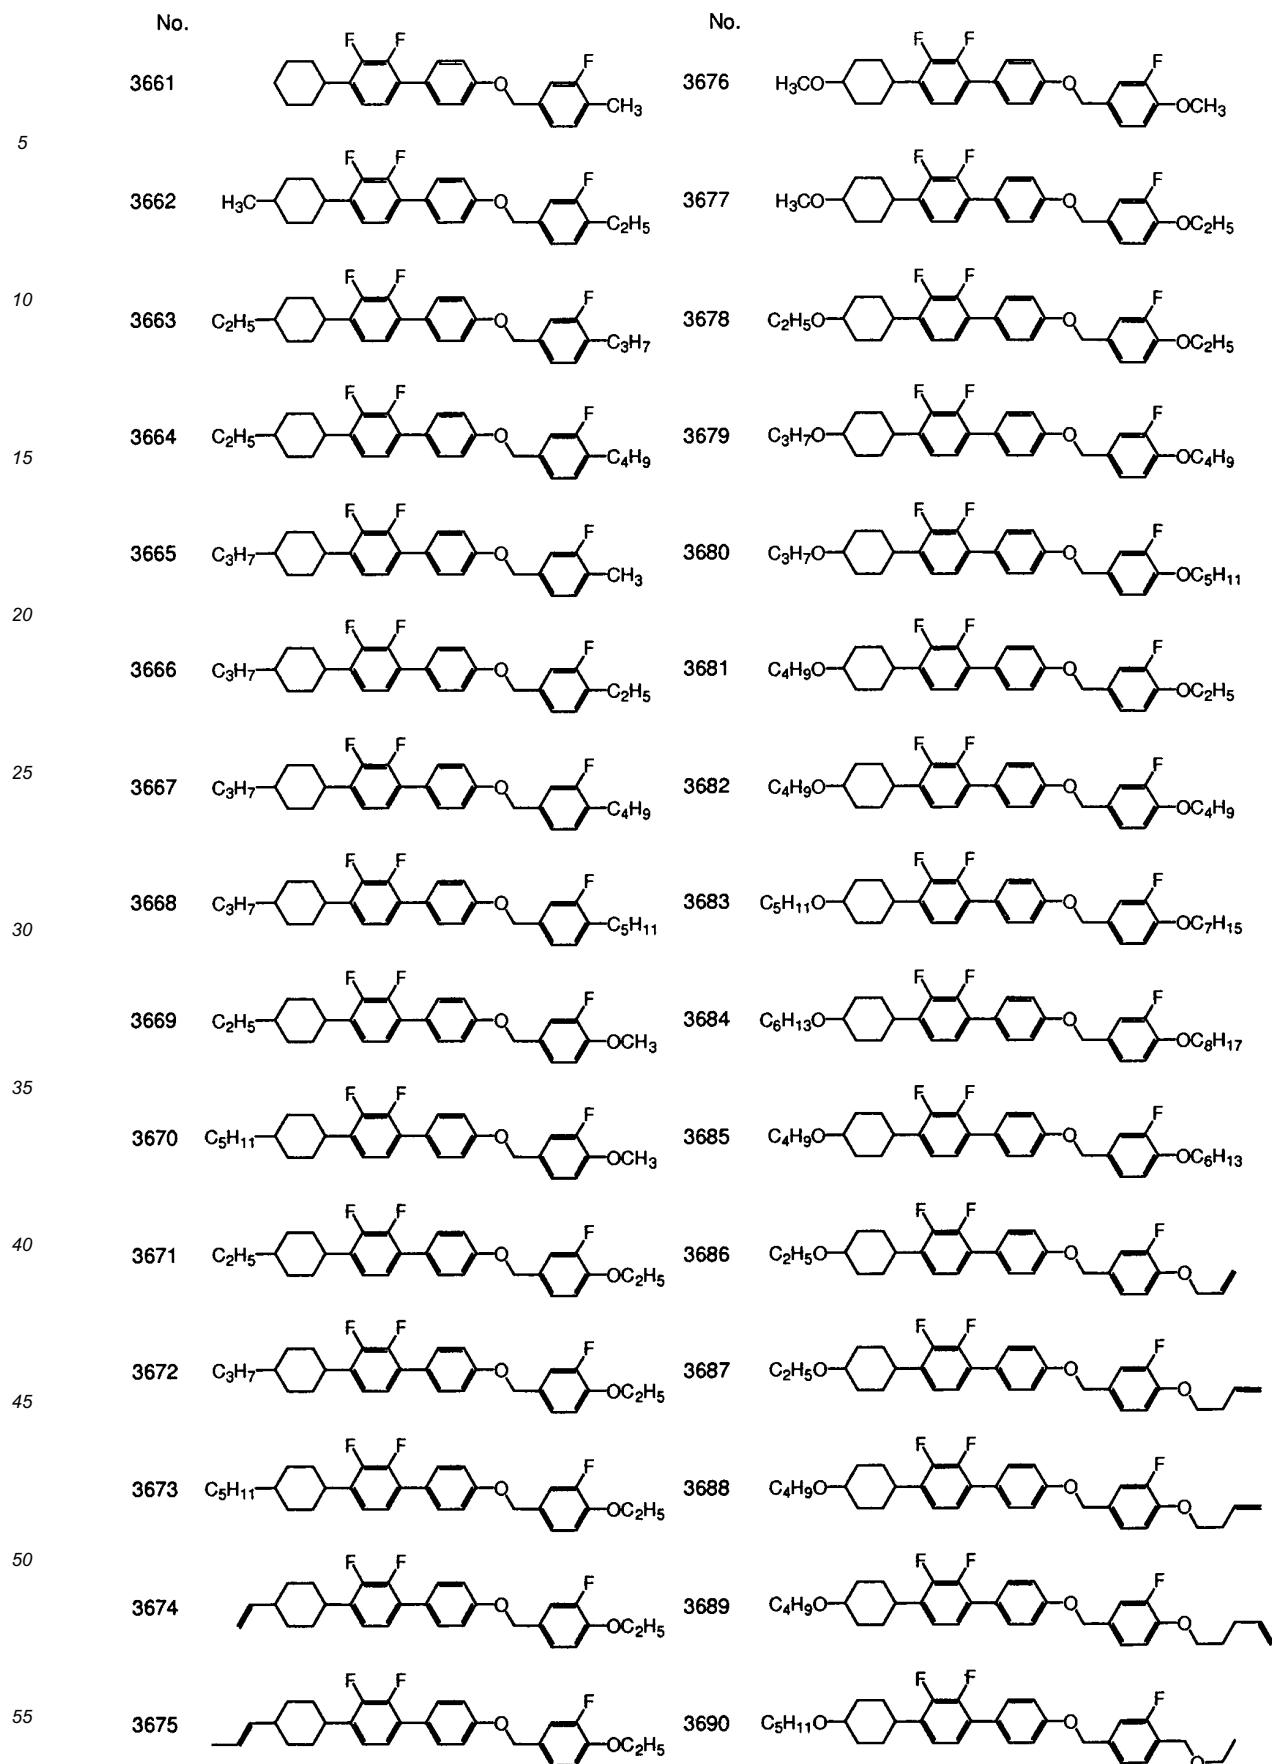 No.
F F
F
3661 O
CH3
5
F F
F
3662 H3C O
C2H5
10
F F
F
3663 C2H5 O
C3H7
F F
F
3664 C2H5 O
C4H9
15
F F
F
3665 C3H7 O
CH3
20
F F
F
3666 C3H7 O
C2H5
25
F F
F
3667 C3H7 O
C4H9
F F
F
3668 C3H7 O
C5H11
30
F F
F
3669 C2H5 O
OCH3
35
F F
F
3670 C5H11 O
OCH3
40
F F
F
3671 C2H5 O
OC2H5
F F
F
3672 C3H7 O
OC2H5
45
F F
F
3673 C5H11 O
OC2H5
50
F F
F
3674 O
OC2H5
55
F F
F
3675 O
OC2H5
No.
F F
F
3676 H3CO O
OCH3
F F
F
3677 H3CO O
OC2H5
F F
F
3678 C2H5O O
OC2H5
F F
F
3679 C3H7O O
OC4H9
F F
F
3680 C3H7O O
OC5H11
F F
F
3681 C4H9O O
OC2H5
F F
F
3682 C4H9O O
OC4H9
F F
F
3683 C5H11O O
OC7H15
F F
F
3684 C6H13O O
OC8H17
F F
F
3685 C4H9O O
OC6H13
F F
F
3686 C2H5O O
O
F F
F
3687 C2H5O O
O
F F
F
3688 C4H9O O
O
F F
F
3689 C4H9O O
O
F F
F
3690 C5H11O O
O